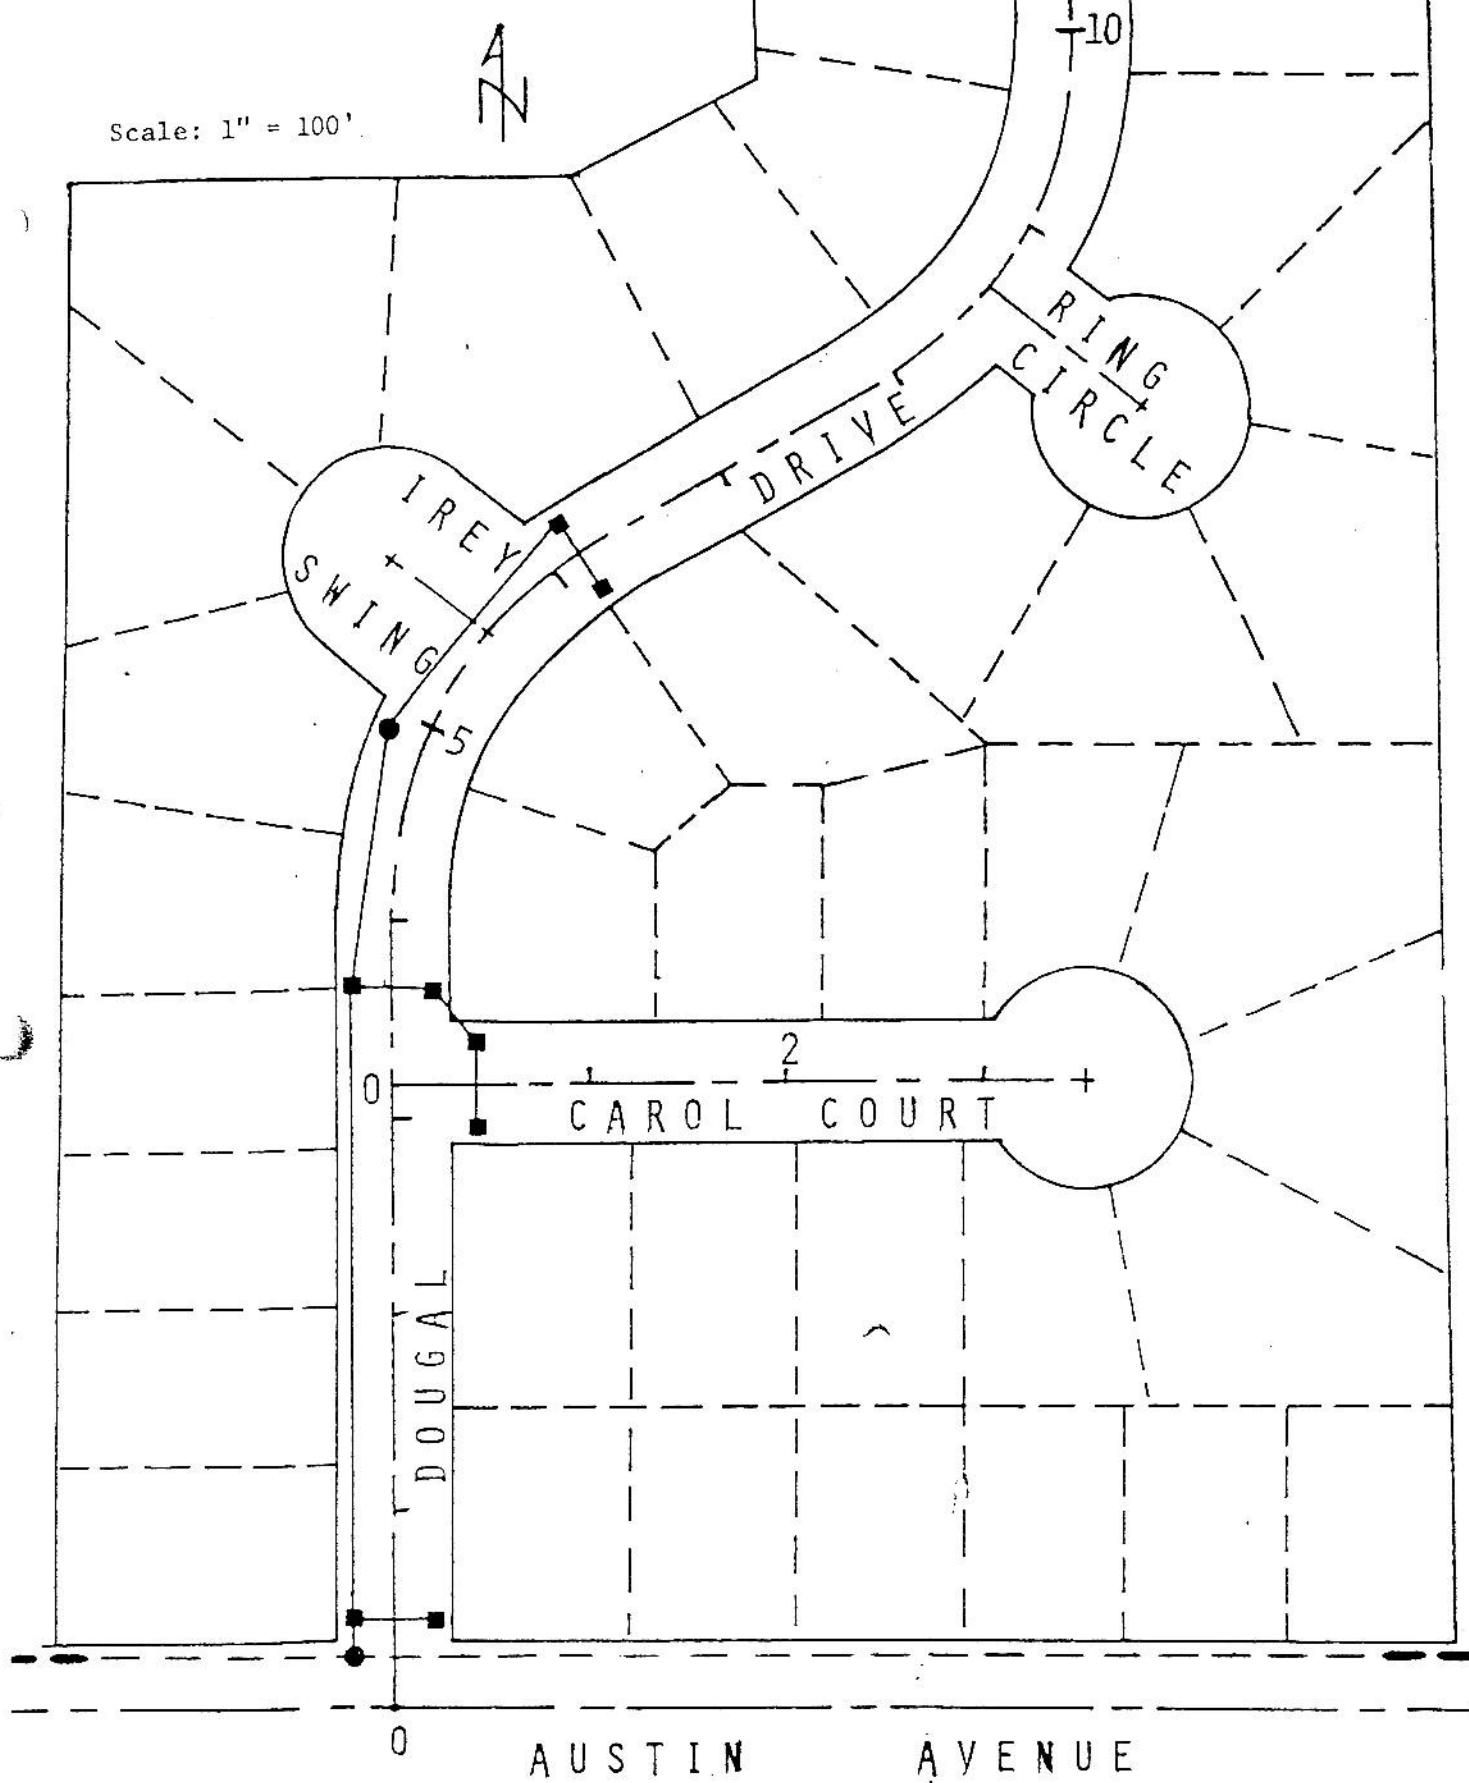 10
N
Scale: 1" = 100'
RING
CIRCLE
DRIVE
IREY
SWING
5
2
0
CAROL COURT
DOUGAL
0
AUSTIN AVENUE